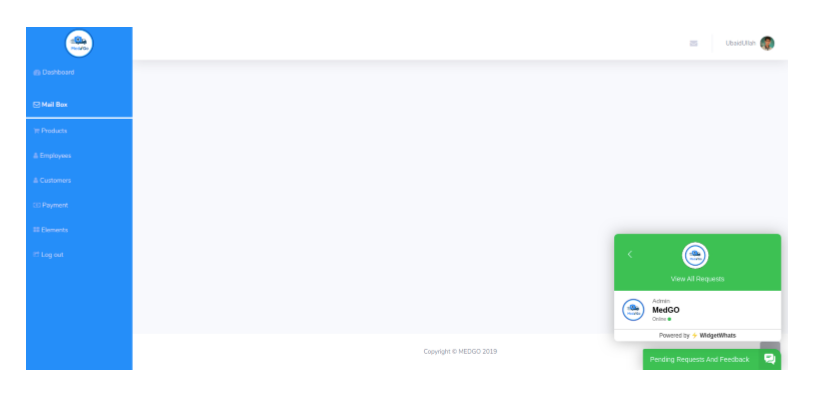 UbaidUllah
Dashboard
Mail Box
Products
Employees
Customers
Payment
Elements
Log out
View All Requests
Admin
MedGO
Online
Powered by ⚡ WidgetWhats
Copyright © MEDGO 2019
Pending Requests And Feedback